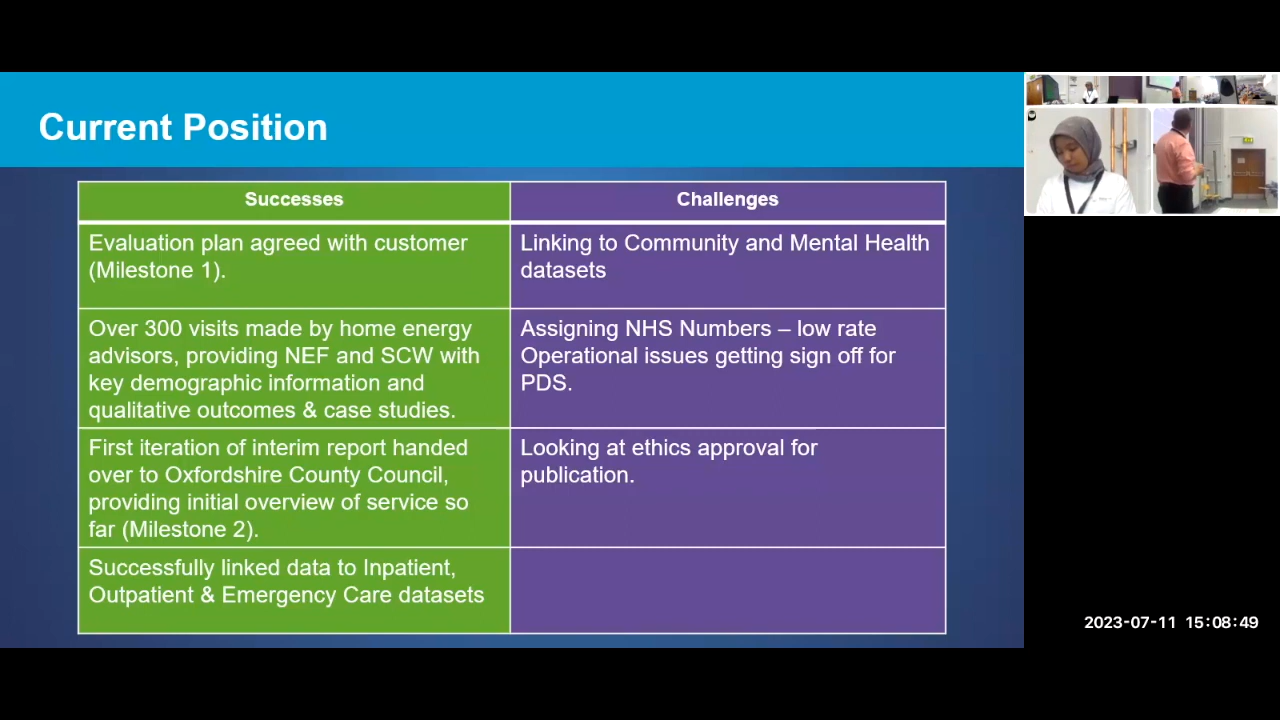 Current Position
Successes
Challenges
Evaluation plan agreed with customer
(Milestone 1).
Linking to Community and Mental Health
datasets
Over 300 visits made by home energy
advisors, providing NEF and SCW with
key demographic information and
qualitative outcomes & case studies.
Assigning NHS Numbers – low rate
Operational issues getting sign off for
PDS.
First iteration of interim report handed
over to Oxfordshire County Council,
providing initial overview of service so
far (Milestone 2).
Looking at ethics approval for
publication.
Successfully linked data to Inpatient,
Outpatient & Emergency Care datasets
2023-07-11 15:08:49